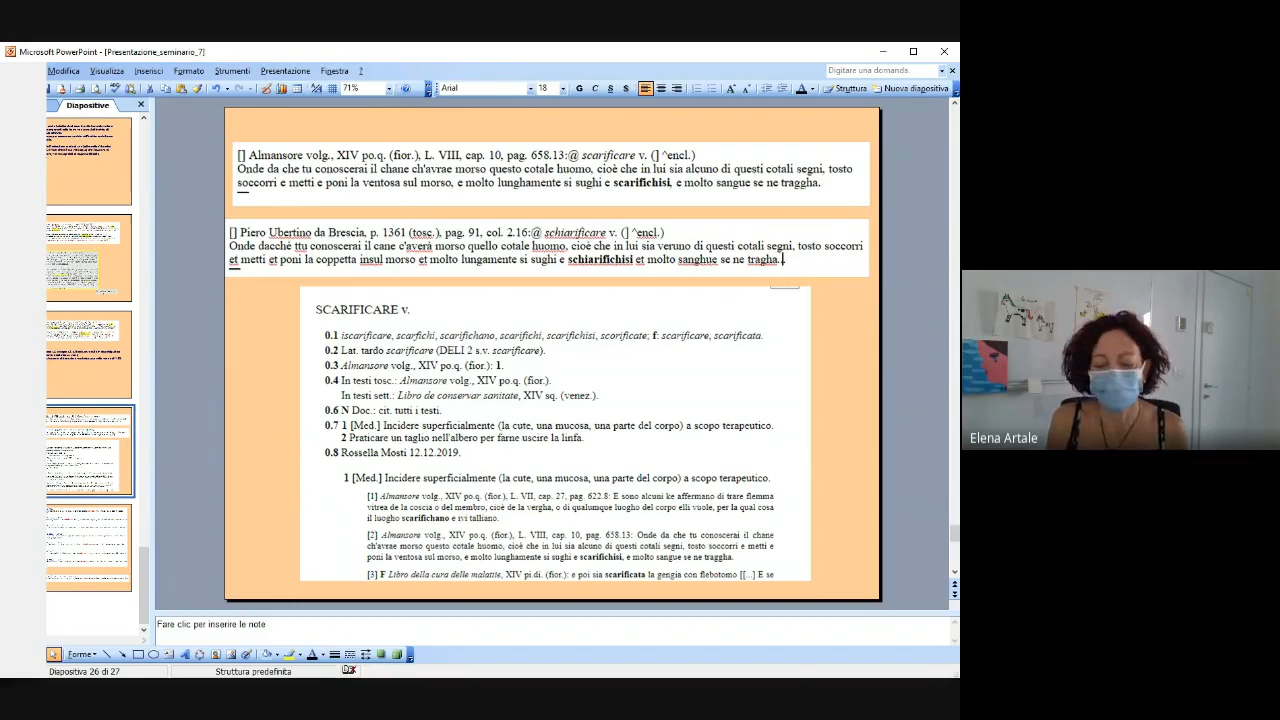 Microsoft PowerPoint - [Presentazione_seminario_7]
Modifica Visualizza Inserisci Formato Strumenti Presentazione Finestra ?
Digitare una domanda.
71% Arial 18 G C S S Struttura Nuova diapositiva
Diapositive
[] Almansore volg., XIV po.q. (fior.), L. VIII, cap. 10, pag. 658.13:@ scarificare v. (] ^encl.)
Onde da che tu conoscerai il chane ch'avrae morso questo cotale huomo, cioè che in lui sia alcuno di questi cotali segni, tosto
soccorri e metti e poni la ventosa sul morso, e molto lunghamente si sughi e scarifichisi, e molto sangue se ne traggha.
[] Piero Ubertino da Brescia, p. 1361 (tosc.), pag. 91, col. 2.16:@ schiarificare v. (] ^encl.)
Onde dacché ttu conoscerai il cane c'averà morso quello cotale huomo, cioè che in lui sia veruno di questi cotali segni, tosto soccorri
et metti et poni la coppetta insul morso et molto lungamente si sughi e schiarifichisi et molto sanghue se ne tragha.
SCARIFICARE v.
0.1 iscarificare, scarfichi, scarifichano, scarifichi, scarifichisi, scorificate; f: scarificare, scarificata.
0.2 Lat. tardo scarificare (DELI 2 s.v. scarificare).
0.3 Almansore volg., XIV po.q. (fior.): 1.
0.4 In testi tosc.: Almansore volg., XIV po.q. (fior.).
In testi sett.: Libro de conservar sanitate, XIV sq. (venez.).
0.6 N Doc.: cit. tutti i testi.
0.7 1 [Med.] Incidere superficialmente (la cute, una mucosa, una parte del corpo) a scopo terapeutico.
2 Praticare un taglio nell'albero per farne uscire la linfa.
0.8 Rossella Mosti 12.12.2019.
1 [Med.] Incidere superficialmente (la cute, una mucosa, una parte del corpo) a scopo terapeutico.
[1] Almansore volg., XIV po.q. (fior.), L. VII, cap. 27, pag. 622.8: E sono alcuni ke affermano di trare flemma
vitrea de la coscia o del membro, cioè de la vergha, o di qualunque luogho del corpo elli vuole, per la qual cosa
il luogho scarifichano e ivi talliano.
[2] Almansore volg., XIV po.q. (fior.), L. VIII, cap. 10, pag. 658.13: Onde da che tu conoscerai il chane
ch'avrae morso questo cotale huomo, cioè che in lui sia alcuno di questi cotali segni, tosto soccorri e metti e
poni la ventosa sul morso, e molto lunghamente si sughi e scarifichisi, e molto sangue se ne traggha.
[3] F Libro della cura delle malattie, XIV pi.di. (fior.): e poi sia scarificata la gengia con flebotomo [[...] E se
Fare clic per inserire le note
Forme
Diapositiva 26 di 27
Struttura predefinita
Elena Artale